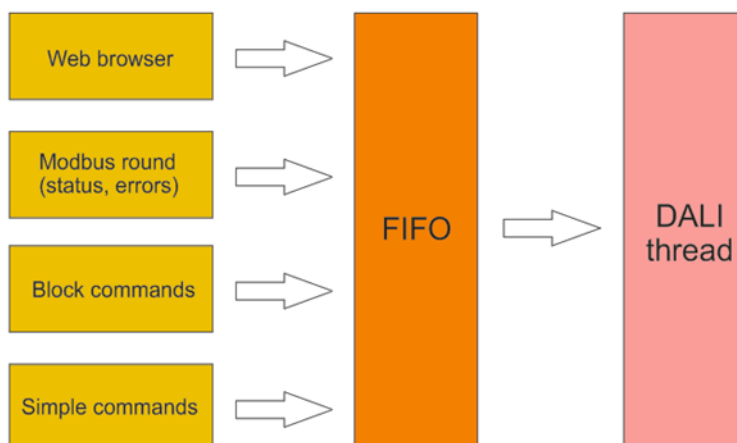 Web browser
Modbus round
(status, errors)
Block commands
Simple commands
FIFO
DALI
thread